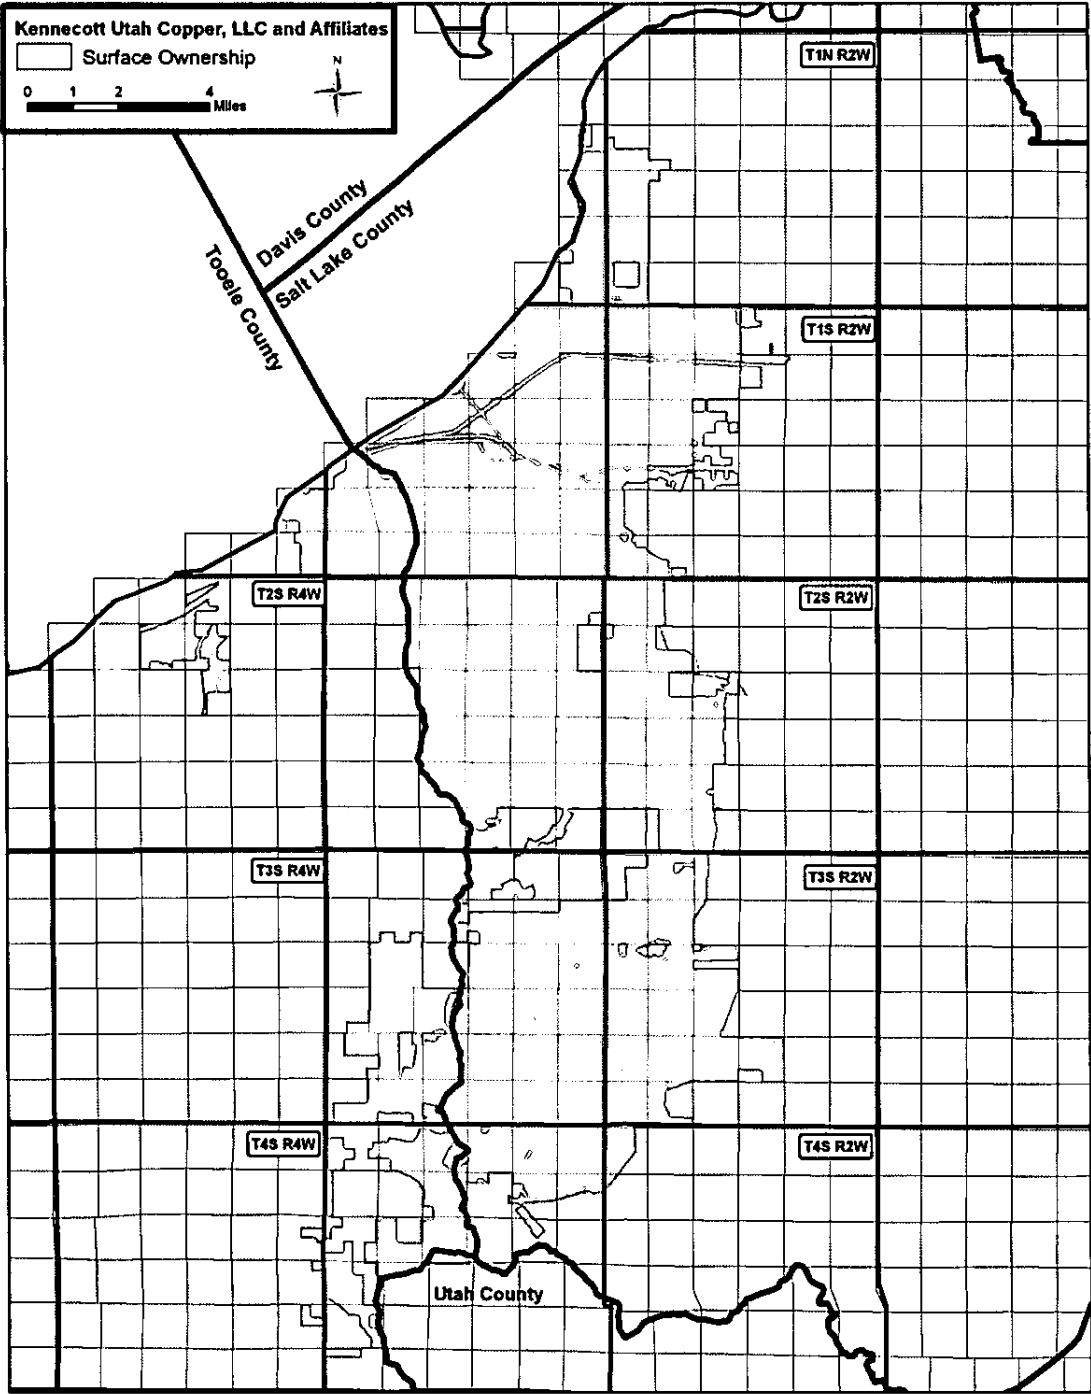 Kennecott Utah Copper, LLC and Affiliates
Surface Ownership
N
0 1 2 4
Miles
T1N R2W
Davis County
Salt Lake County
Tooele County
T1S R2W
T2S R4W
T2S R2W
T3S R4W
T3S R2W
T4S R4W
T4S R2W
Utah County